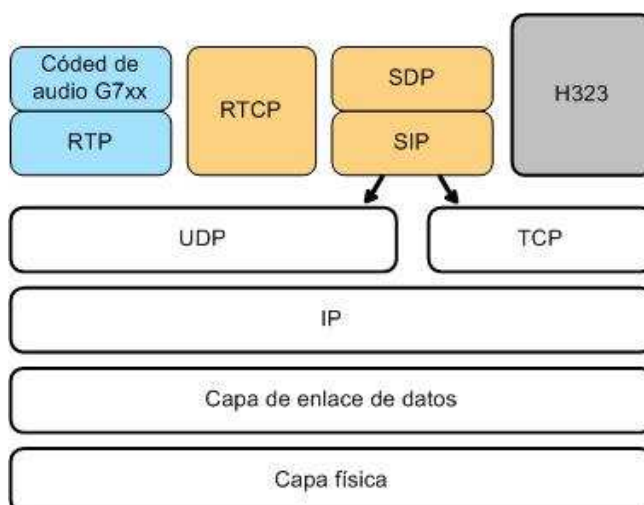 Códed de
audio G7xx
RTP
RTCP
SDP
SIP
H323
UDP
TCP
IP
Capa de enlace de datos
Capa física